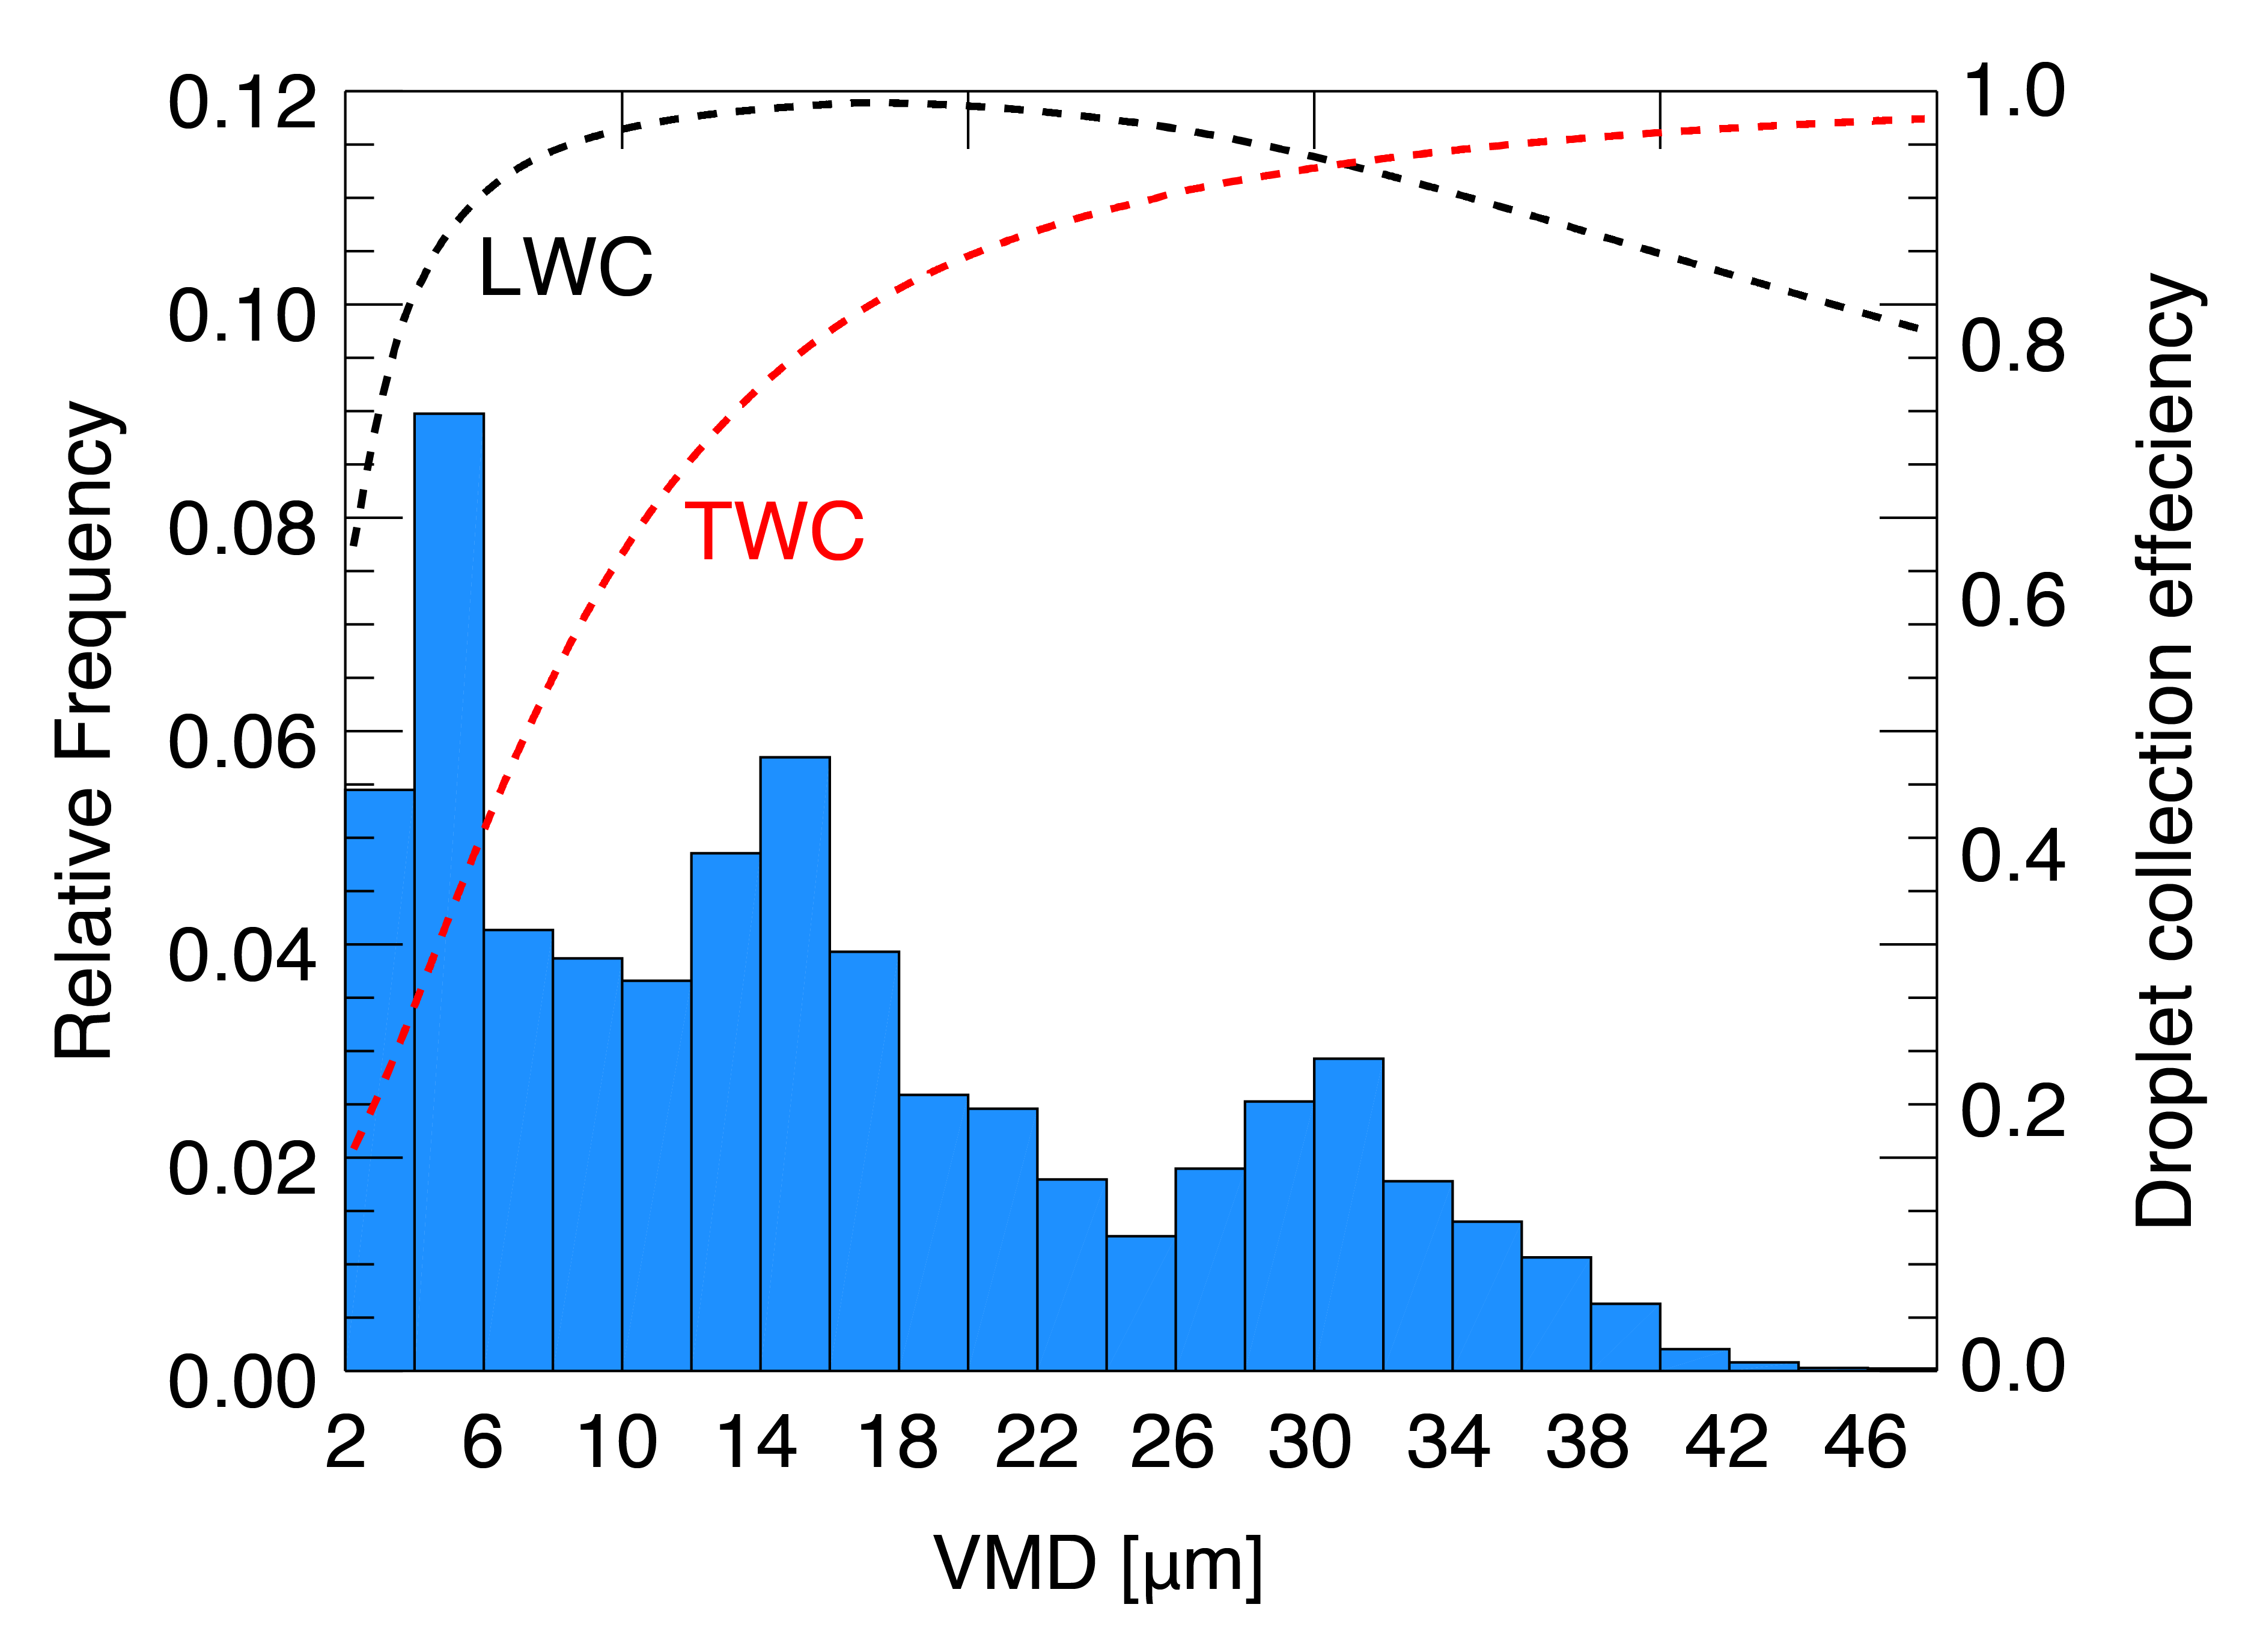 0.12
0.10
0.08
0.06
0.04
0.02
0.00
Relative Frequency
LWC
TWC
1.0
0.8
0.6
0.4
0.2
0.0
Droplet collection effeciency
2 6 10 14 18 22 26 30 34 38 42 46
VMD [µm]